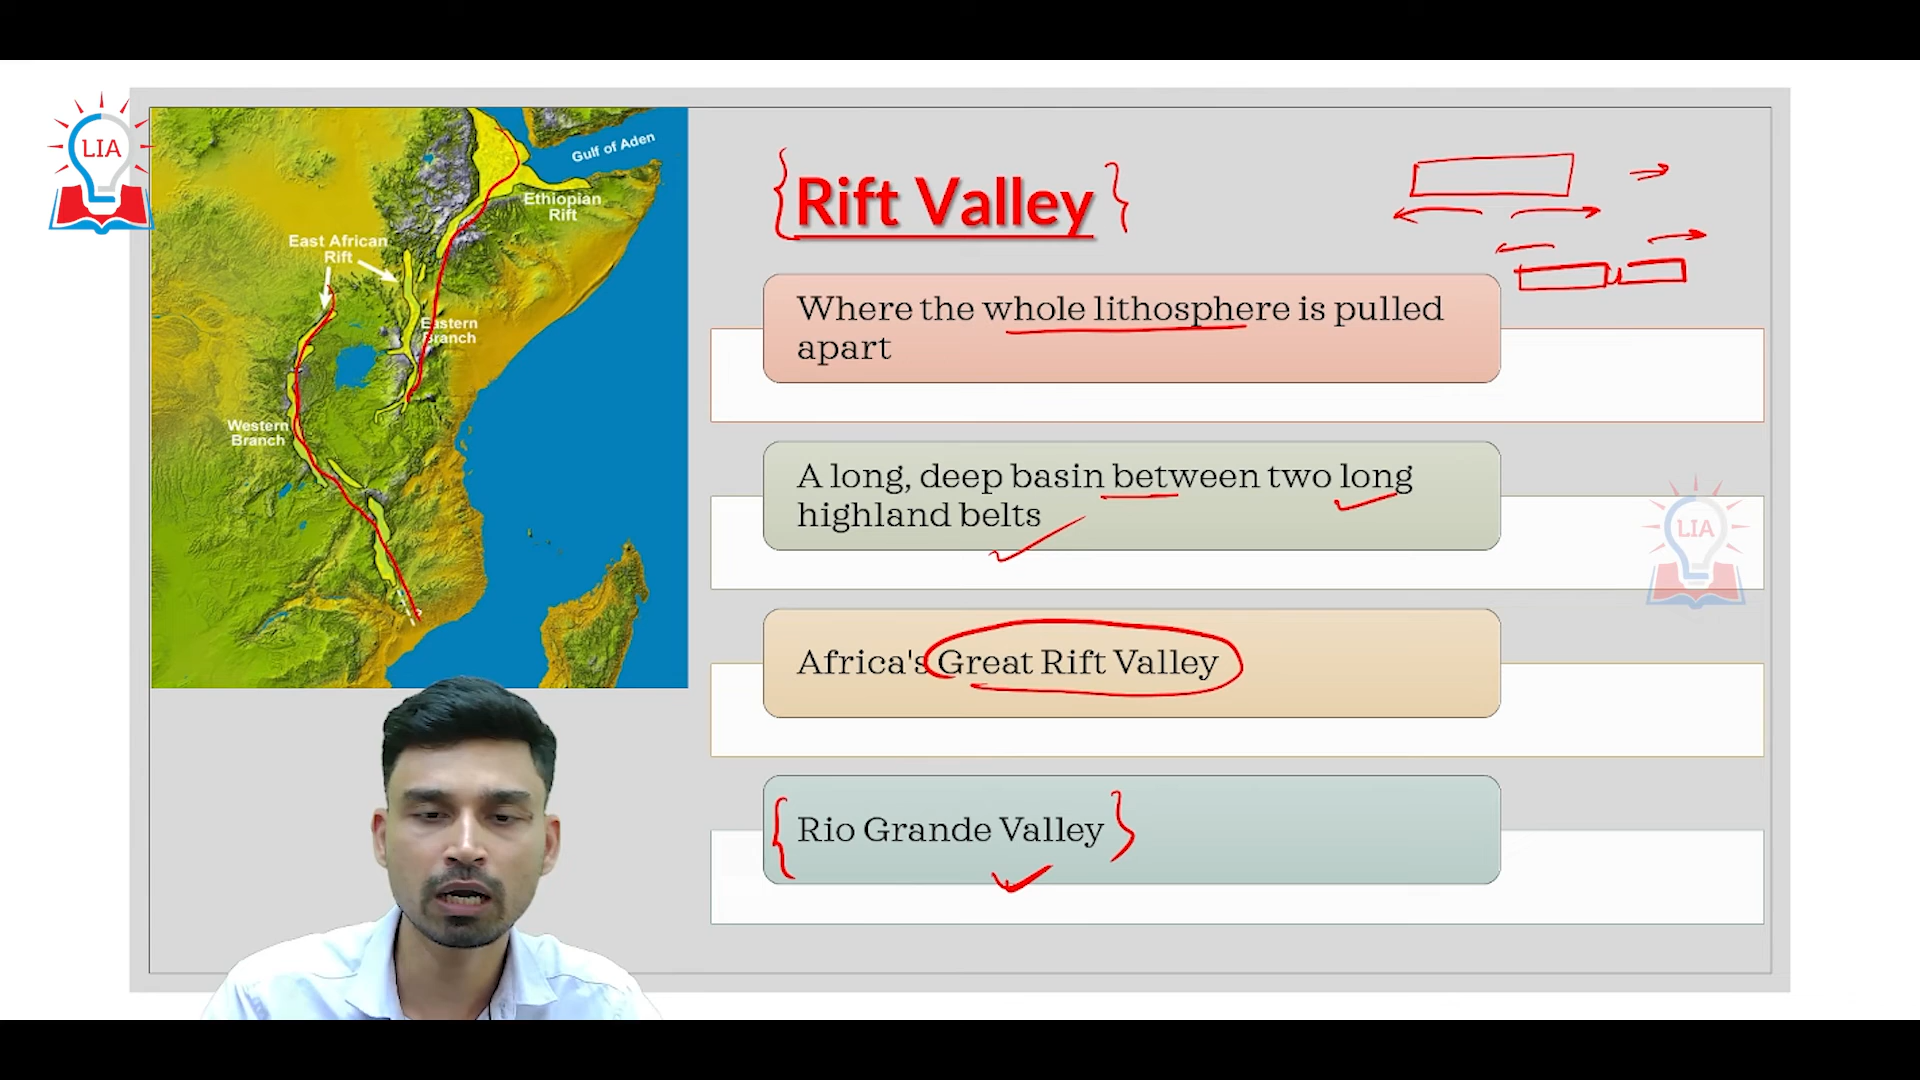 LIA
Gulf of Aden
Ethiopian
Rift
East African
Rift
Eastern
Branch
Western
Branch
Rift Valley
Where the whole lithosphere is pulled
apart
A long, deep basin between two long
highland belts
LIA
Africa's Great Rift Valley
Rio Grande Valley